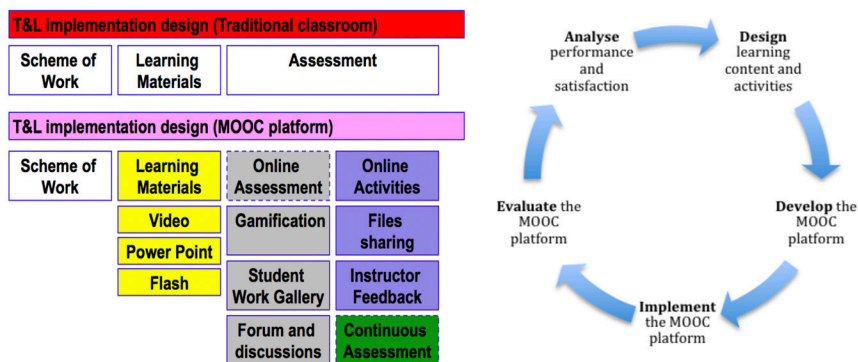 T&L implementation design (Traditional classroom)
Scheme of
Work
Learning
Materials
Assessment
T&L implementation design (MOOC platform)
Scheme of
Work
Learning
Materials
Online
Assessment
Online
Activities
Video
Gamification
Files
sharing
Power Point
Flash
Student
Work Gallery
Instructor
Feedback
Forum and
discussions
Continuous
Assessment
Analyse
performance
and
satisfaction
Design
learning
content and
activities
Develop the
MOOC
platform
Implement
the MOOC
platform
Evaluate the
MOOC
platform